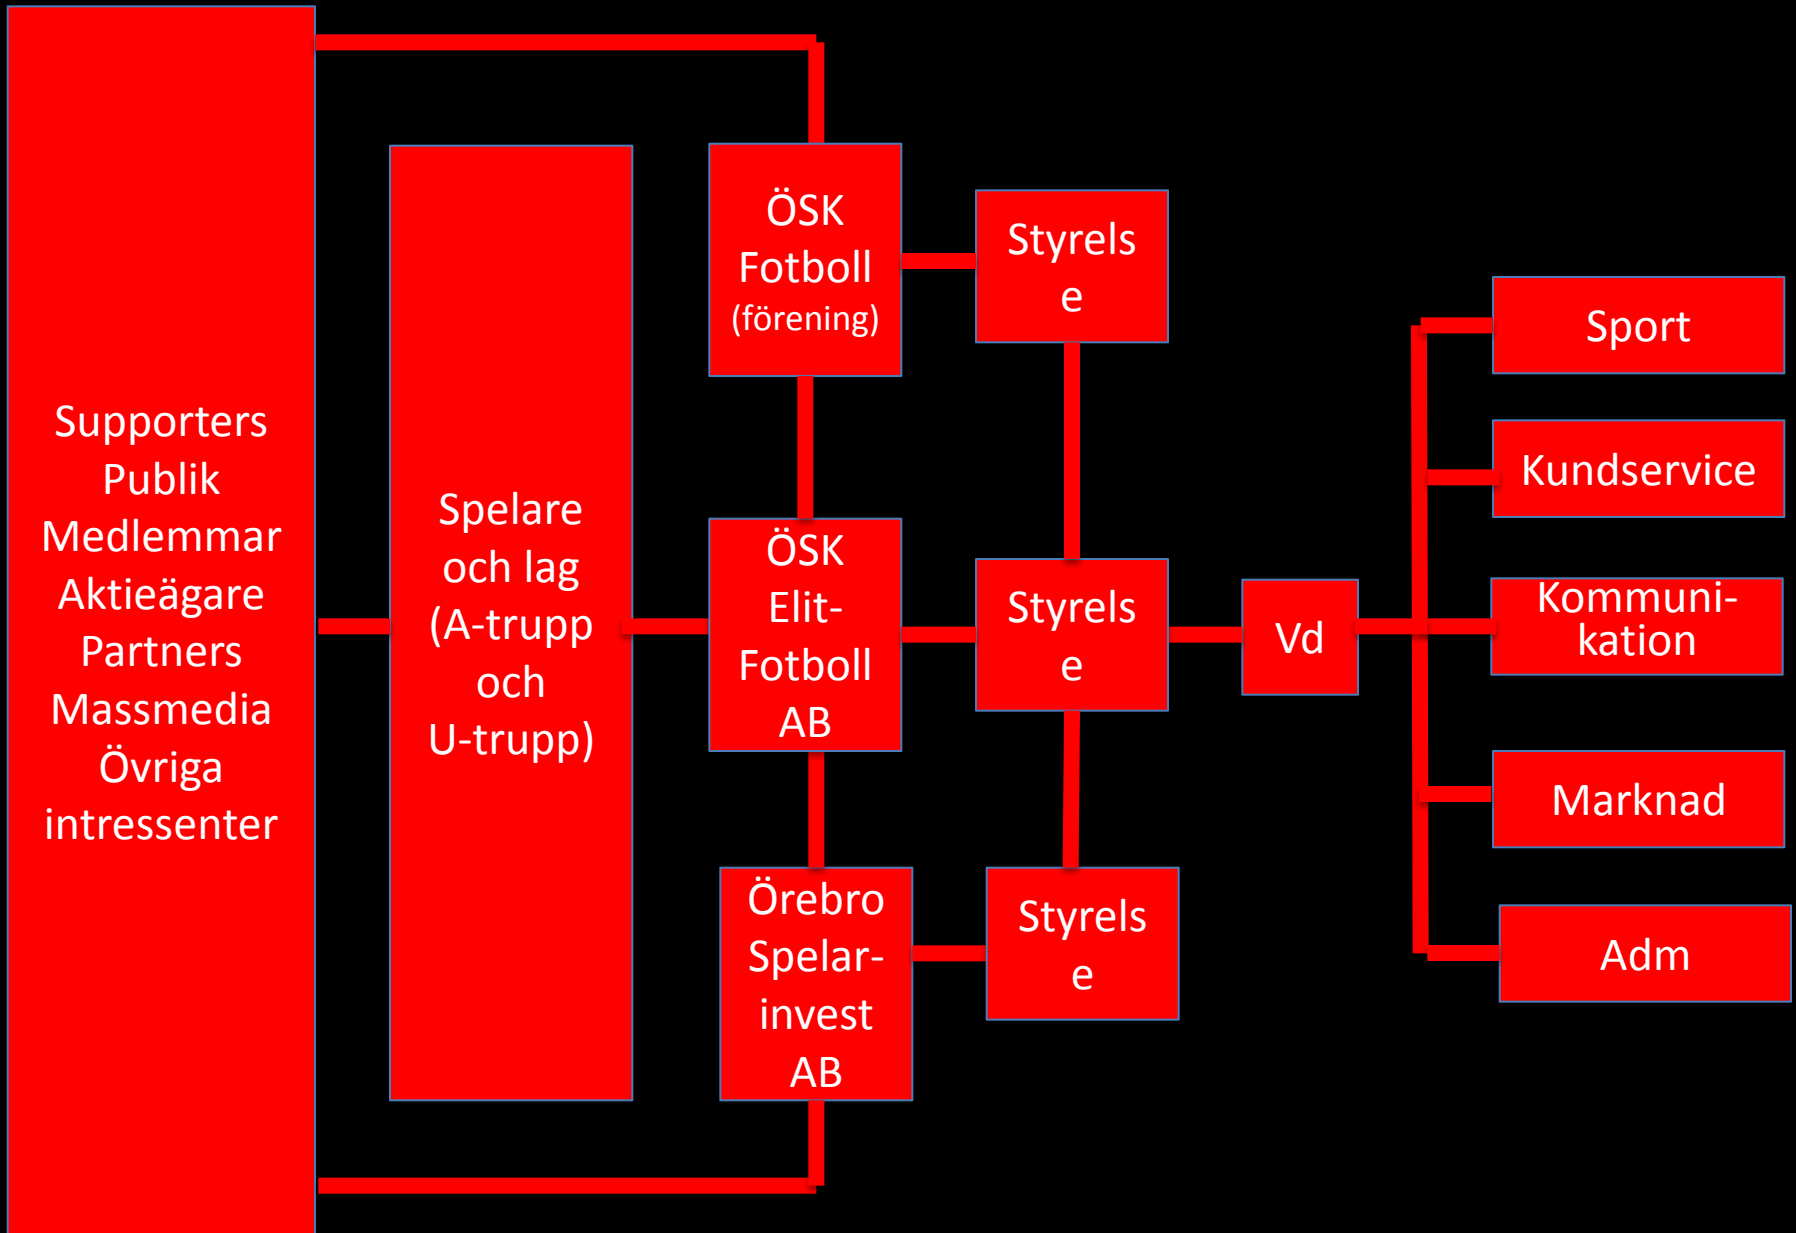 Supporters
Publik
Medlemmar
Aktieägare
Partners
Massmedia
Övriga
intressenter
Spelare
och lag
(A-trupp
och
U-trupp)
ÖSK
Fotboll
(förening)
Styrels
e
ÖSK
Elit-
Fotboll
AB
Styrels
e
Örebro
Spelar-
invest
AB
Styrels
e
Vd
Sport
Kundservice
Kommuni-
kation
Marknad
Adm